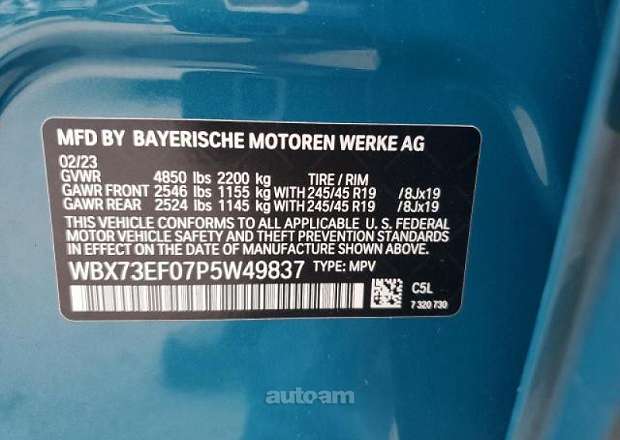 MFD BY BAYERISCHE MOTOREN WERKE AG
02/23
GVWR 4850 lbs 2200 kg TIRE / RIM
GAWR FRONT 2546 lbs 1155 kg WITH 245/45 R19 /8Jx19
GAWR REAR 2524 lbs 1145 kg WITH 245/45 R19 /8Jx19
THIS VEHICLE CONFORMS TO ALL APPLICABLE U. S. FEDERAL
MOTOR VEHICLE SAFETY AND THEFT PREVENTION STANDARDS
IN EFFECT ON THE DATE OF MANUFACTURE SHOWN ABOVE.
WBX73EF07P5W49837 TYPE: MPV
C5L
7 320 730
autoam